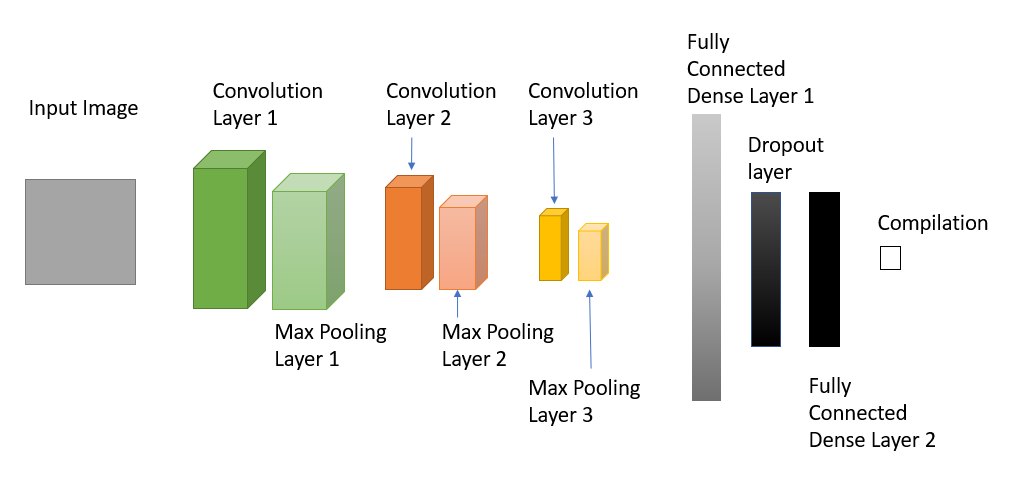 Input Image
Convolution
Layer 1
Max Pooling
Layer 1
Convolution
Layer 2
Max Pooling
Layer 2
Convolution
Layer 3
Max Pooling
Layer 3
Fully
Connected
Dense Layer 1
Dropout
layer
Fully
Connected
Dense Layer 2
Compilation